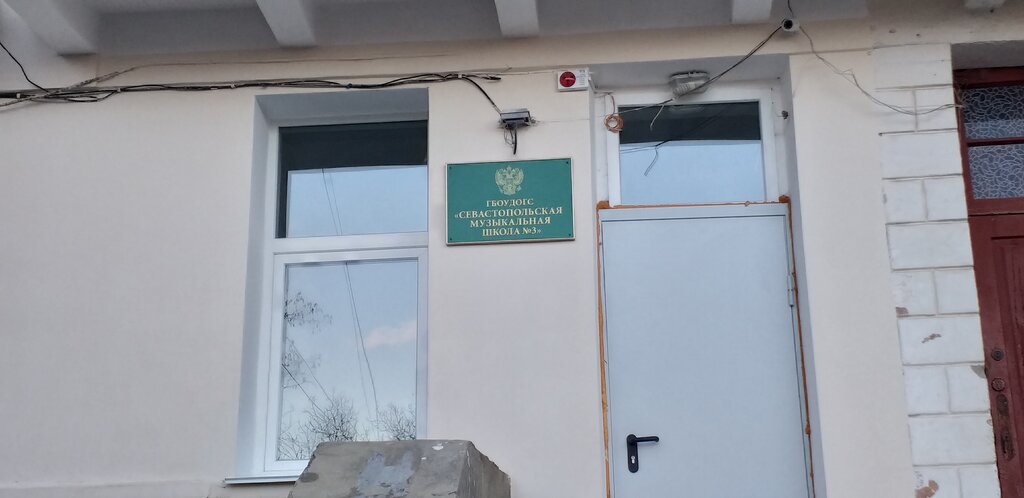 ГБОУДОГС
«СЕВАСТОПОЛЬСКАЯ
МУЗЫКАЛЬНАЯ
ШКОЛА №3»